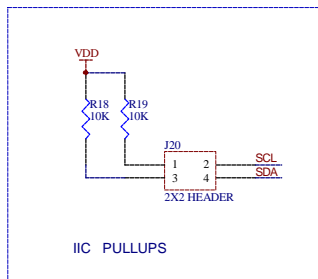 VDD
R18 R19
10K 10K
J20
1 2 SCL
3 4 SDA
2X2 HEADER
IIC PULLUPS